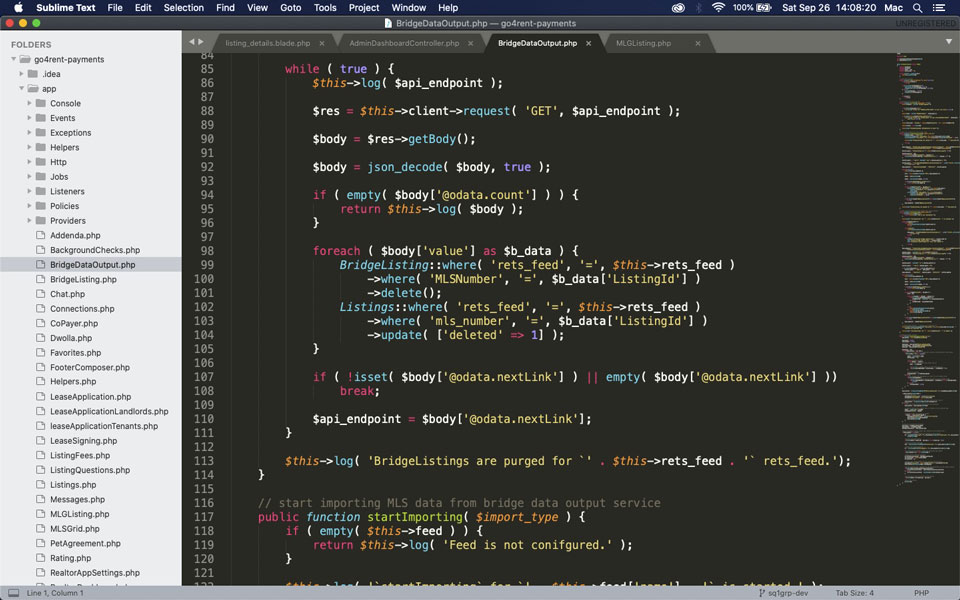 Sublime Text File Edit Selection Find View Goto Tools Project Window Help 100% Sat Sep 26 14:08:20 Mac
BridgeDataOutput.php — go4rent-payments
UNREGISTERED
FOLDERS
go4rent-payments
.idea
app
Console
Events
Exceptions
Helpers
Http
Jobs
Listeners
Policies
Providers
Addenda.php
BackgroundChecks.php
BridgeDataOutput.php
BridgeListing.php
Chat.php
Connections.php
CoPayer.php
Dwolla.php
Favorites.php
FooterComposer.php
Helpers.php
LeaseApplication.php
LeaseApplicationLandlords.php
leaseApplicationTenants.php
LeaseSigning.php
ListingFees.php
ListingQuestions.php
Listings.php
Messages.php
MLGListing.php
MLSGrid.php
PetAgreement.php
Rating.php
RealtorAppSettings.php
listing_details.blade.php × AdminDashboardController.php × BridgeDataOutput.php × MLGListing.php ×
84
85 while ( true ) {
86 $this->log( $api_endpoint );
87
88 $res = $this->client->request( 'GET', $api_endpoint );
89
90 $body = $res->getBody();
91
92 $body = json_decode( $body, true );
93
94 if ( empty( $body['@odata.count'] ) ) {
95 return $this->log( $body );
96 }
97
98 foreach ( $body['value'] as $b_data ) {
99 BridgeListing::where( 'rets_feed', '=', $this->rets_feed )
100 ->where( 'MLSNumber', '=', $b_data['ListingId'] )
101 ->delete();
102 Listings::where( 'rets_feed', '=', $this->rets_feed )
103 ->where( 'mls_number', '=', $b_data['ListingId'] )
104 ->update( ['deleted' => 1] );
105 }
106
107 if ( !isset( $body['@odata.nextLink'] ) || empty( $body['@odata.nextLink'] ))
108 break;
109
110 $api_endpoint = $body['@odata.nextLink'];
111 }
112
113 $this->log( 'BridgeListings are purged for `' . $this->rets_feed . '` rets_feed.');
114 }
115
116 // start importing MLS data from bridge data output service
117 public function startImporting( $import_type ) {
118 if ( empty( $this->feed ) ) {
119 return $this->log( 'Feed is not conifgured.' );
120 }
121
Line 1, Column 1 sq1grp-dev Tab Size: 4 PHP